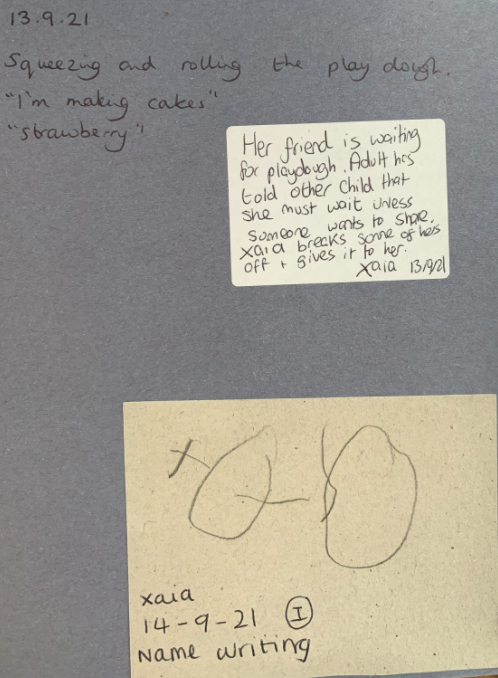 13.9.21
Squeezing and rolling the play dough.
"I'm making cakes"
"strawberry"
Her friend is waiting
for playdough. Adult has
told other child that
she must wait unless
someone wants to share.
Xaia breaks some of hers
off + gives it to her.
Xaia 13/9/21
xaia
14-9-21 I
Name writing